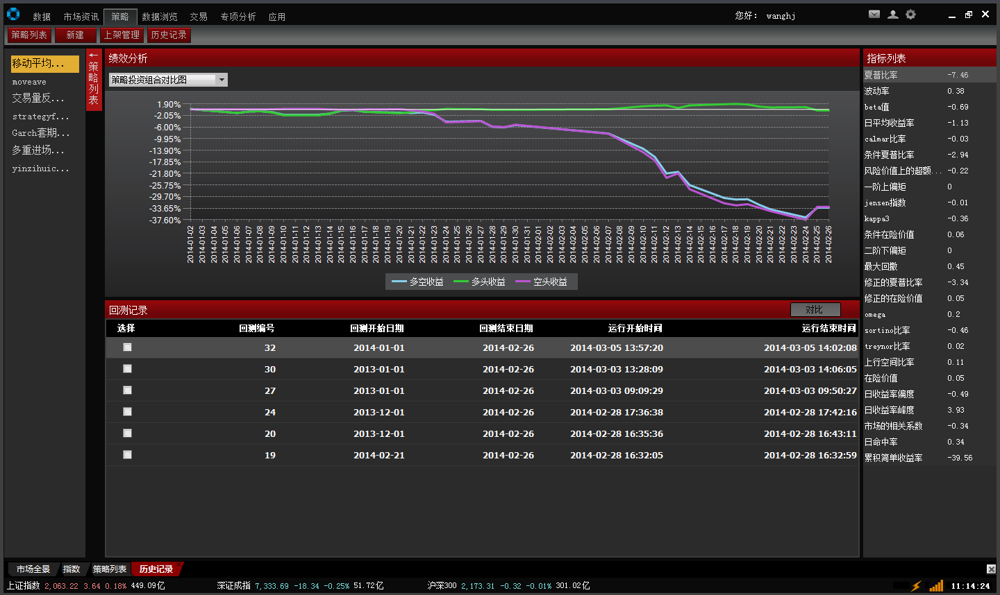 数据 市场资讯 策略 数据浏览 交易 专项分析 应用 您好： wanghj
策略列表 新建 上架管理 历史记录
移动平均...
moveave
交易量反...
strategyf...
Garch套期...
多重进场...
yinzihuic...
←策略列表
绩效分析
策略投资组合对比图
1.90%
-2.05%
-6.00%
-9.95%
-13.90%
-17.85%
-21.80%
-25.75%
-29.70%
-33.65%
-37.60%
2014-01-02 2014-01-03 2014-01-04 2014-01-05 2014-01-06 2014-01-07 2014-01-08 2014-01-09 2014-01-10 2014-01-11 2014-01-12 2014-01-13 2014-01-14 2014-01-15 2014-01-16 2014-01-17 2014-01-18 2014-01-19 2014-01-20 2014-01-21 2014-01-22 2014-01-23 2014-01-24 2014-01-25 2014-01-26 2014-01-27 2014-01-28 2014-01-29 2014-01-30 2014-01-31 2014-02-01 2014-02-02 2014-02-03 2014-02-04 2014-02-05 2014-02-06 2014-02-07 2014-02-08 2014-02-09 2014-02-10 2014-02-11 2014-02-12 2014-02-13 2014-02-14 2014-02-15 2014-02-16 2014-02-17 2014-02-18 2014-02-19 2014-02-20 2014-02-21 2014-02-22 2014-02-23 2014-02-24 2014-02-25 2014-02-26
多空收益 多头收益 空头收益
回测记录 对比
选择 回测编号 回测开始日期 回测结束日期 运行开始时间 运行结束时间
32 2014-01-01 2014-02-26 2014-03-05 13:57:20 2014-03-05 14:02:08
30 2013-01-01 2014-02-26 2014-03-03 13:28:09 2014-03-03 14:06:05
27 2013-01-01 2014-02-26 2014-03-03 09:09:29 2014-03-03 09:50:27
24 2013-12-01 2014-02-26 2014-02-28 17:36:38 2014-02-28 17:42:16
20 2013-12-01 2014-02-26 2014-02-28 16:35:36 2014-02-28 16:43:11
19 2014-02-21 2014-02-26 2014-02-28 16:32:05 2014-02-28 16:32:59
指标列表
夏普比率 -7.46
波动率 0.38
beta值 -0.69
日平均收益率 -1.13
calmar比率 -0.03
条件夏普比率 -2.94
风险价值上的超额... -0.22
一阶上偏矩 0
jensen指数 -0.01
kappa3 -0.36
条件在险价值 0.06
二阶下偏矩 0
最大回撤 0.45
修正的夏普比率 -3.34
修正的在险价值 0.05
omega 0.2
sortino比率 -0.46
treynor比率 0.02
上行空间比率 0.11
在险价值 0.05
日收益率偏度 -0.49
日收益率峰度 3.93
市场的相关系数 -0.34
日命中率 0.34
累积简单收益率 -39.56
市场全景 指数 策略列表 历史记录
上证指数 2,063.22 3.64 0.18% 449.09亿 深证成指 7,333.69 -18.34 -0.25% 51.72亿 沪深300 2,173.31 -0.32 -0.01% 301.02亿 11:14:24